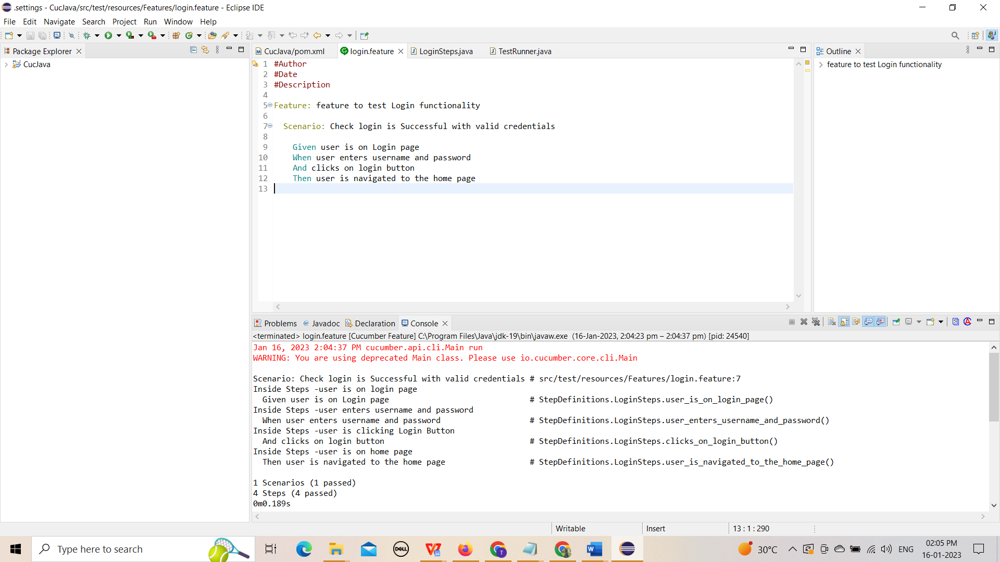 .settings - CucJava/src/test/resources/Features/login.feature - Eclipse IDE
File Edit Navigate Search Project Run Window Help
Package Explorer
CucJava
CucJava/pom.xml login.feature LoginSteps.java TestRunner.java
1 #Author
2 #Date
3 #Description
4
5 Feature: feature to test Login functionality
6
7 Scenario: Check login is Successful with valid credentials
8
9 Given user is on Login page
10 When user enters username and password
11 And clicks on login button
12 Then user is navigated to the home page
13
Outline
feature to test Login functionality
Problems @ Javadoc Declaration Console
<terminated> login.feature [Cucumber Feature] C:\Program Files\Java\jdk-19\bin\javaw.exe (16-Jan-2023, 2:04:23 pm – 2:04:37 pm) [pid: 24540]
Jan 16, 2023 2:04:37 PM cucumber.api.cli.Main run
WARNING: You are using deprecated Main class. Please use io.cucumber.core.cli.Main
Scenario: Check login is Successful with valid credentials # src/test/resources/Features/login.feature:7
Inside Steps -user is on login page
Given user is on Login page # StepDefinitions.LoginSteps.user_is_on_login_page()
Inside Steps -user enters username and password
When user enters username and password # StepDefinitions.LoginSteps.user_enters_username_and_password()
Inside Steps -user is clicking Login Button
And clicks on login button # StepDefinitions.LoginSteps.clicks_on_login_button()
Inside Steps -user is on home page
Then user is navigated to the home page # StepDefinitions.LoginSteps.user_is_navigated_to_the_home_page()
1 Scenarios (1 passed)
4 Steps (4 passed)
0m0.189s
Writable Insert 13 : 1 : 290
Type here to search
DELL
30°C
ENG
02:05 PM
16-01-2023